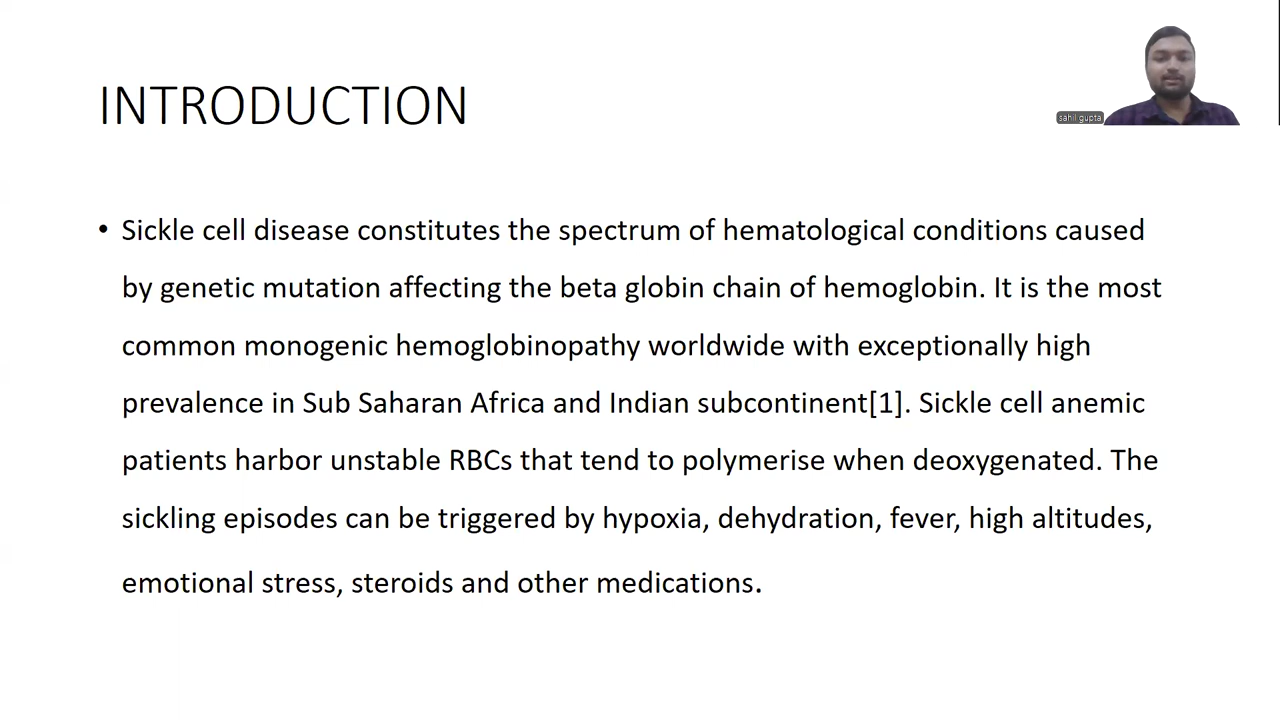 INTRODUCTION
sahil gupta
• Sickle cell disease constitutes the spectrum of hematological conditions caused
by genetic mutation affecting the beta globin chain of hemoglobin. It is the most
common monogenic hemoglobinopathy worldwide with exceptionally high
prevalence in Sub Saharan Africa and Indian subcontinent[1]. Sickle cell anemic
patients harbor unstable RBCs that tend to polymerise when deoxygenated. The
sickling episodes can be triggered by hypoxia, dehydration, fever, high altitudes,
emotional stress, steroids and other medications.